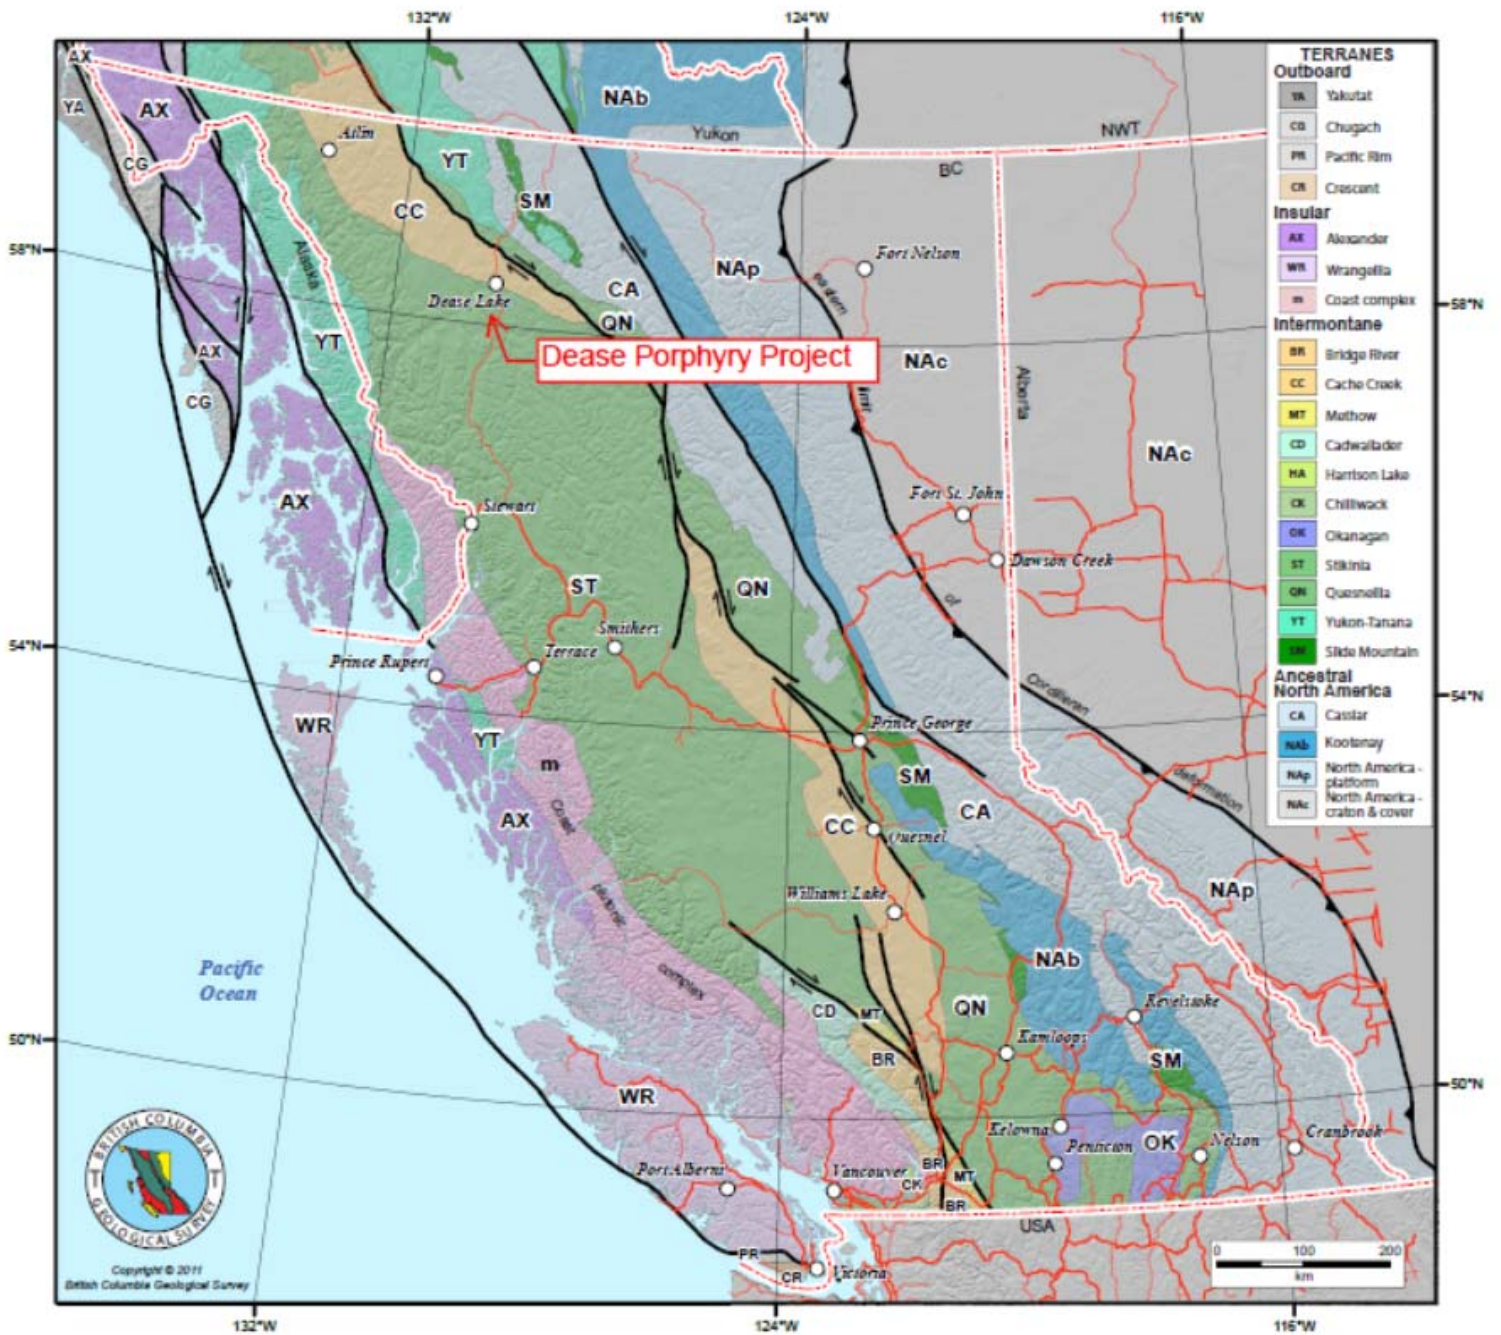 132°W
124°W
116°W
AX
YA
AX
CG
Atlin
YT
CC
SM
NAb
Yukon
NWT
BC
58°N
Alaska
Dease Lake
CA
QN
NAp
Fort Nelson
eastern
limit
of
Cordilleran
deformation
58°N
Dease Porphyry Project
AX
CG
YT
NAc
Alberta
NAc
AX
Stewart
Fort St. John
Dawson Creek
ST
QN
Smithers
Terrace
54°N
Prince Rupert
54°N
WR
YT
m
AX
Coast
plutonic
complex
Prince George
SM
CA
CC
Quesnel
Williams Lake
NAp
Pacific
Ocean
NAb
CD
MT
QN
Revelstoke
BR
Kamloops
SM
50°N
50°N
WR
Kelowna
Penticton
OK
Nelson
Cranbrook
Port Alberni
Vancouver
CK
BR
MT
BR
USA
PR
CR
Victoria
0 100 200
km
BRITISH COLUMBIA
GEOLOGICAL SURVEY
Copyright © 2011
British Columbia Geological Survey
132°W
124°W
116°W
TERRANES
Outboard
YA Yakutat
CG Chugach
PR Pacific Rim
CR Crescent
Insular
AX Alexander
WR Wrangellia
m Coast complex
Intermontane
BR Bridge River
CC Cache Creek
MT Methow
CD Cadwallader
HA Harrison Lake
CK Chilliwack
OK Okanagan
ST Stikinia
QN Quesnellia
YT Yukon-Tanana
SM Slide Mountain
Ancestral
North America
CA Cassiar
NAb Kootenay
NAp North America -
platform
NAc North America -
craton & cover